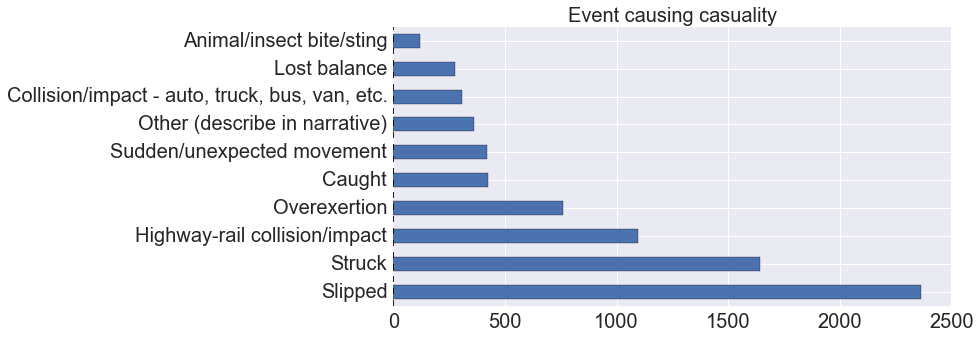 Event causing casuality
Animal/insect bite/sting
Lost balance
Collision/impact - auto, truck, bus, van, etc.
Other (describe in narrative)
Sudden/unexpected movement
Caught
Overexertion
Highway-rail collision/impact
Struck
Slipped
0 500 1000 1500 2000 2500